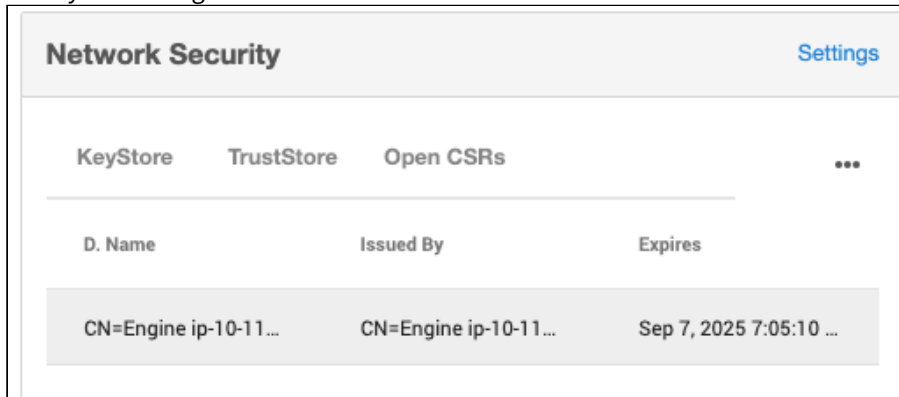 Network Security Settings
KeyStore TrustStore Open CSRs •••
D. Name Issued By Expires
CN=Engine ip-10-11... CN=Engine ip-10-11... Sep 7, 2025 7:05:10 ...